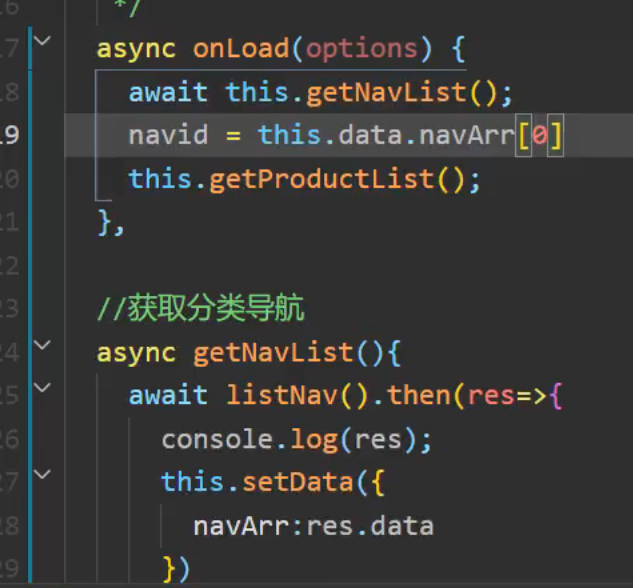 */
17 async onLoad(options) {
18 await this.getNavList();
19 navid = this.data.navArr[0]
20 this.getProductList();
21 },
22
23 //获取分类导航
24 async getNavList(){
25 await listNav().then(res=>{
26 console.log(res);
27 this.setData({
28 navArr:res.data
29 })